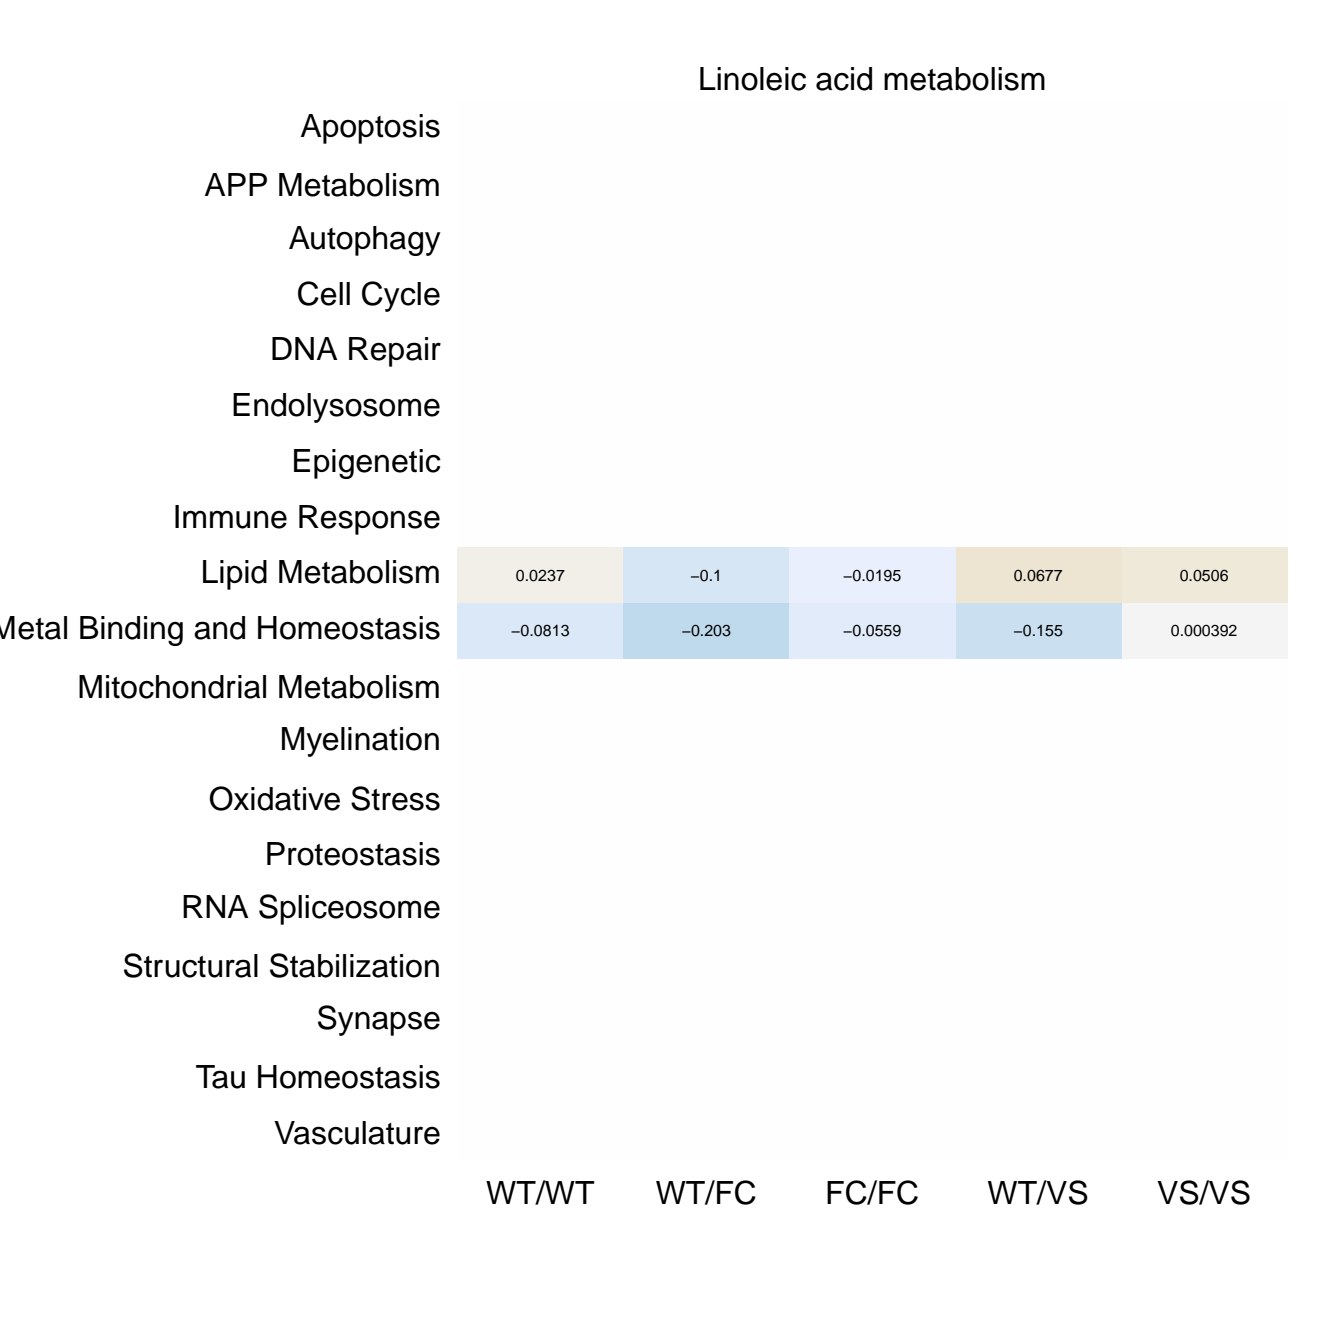 Linoleic acid metabolism
Apoptosis
APP Metabolism
Autophagy
Cell Cycle
DNA Repair
Endolysosome
Epigenetic
Immune Response
Lipid Metabolism 0.0237 −0.1 −0.0195 0.0677 0.0506
Metal Binding and Homeostasis −0.0813 −0.203 −0.0559 −0.155 0.000392
Mitochondrial Metabolism
Myelination
Oxidative Stress
Proteostasis
RNA Spliceosome
Structural Stabilization
Synapse
Tau Homeostasis
Vasculature
WT/WT WT/FC FC/FC WT/VS VS/VS